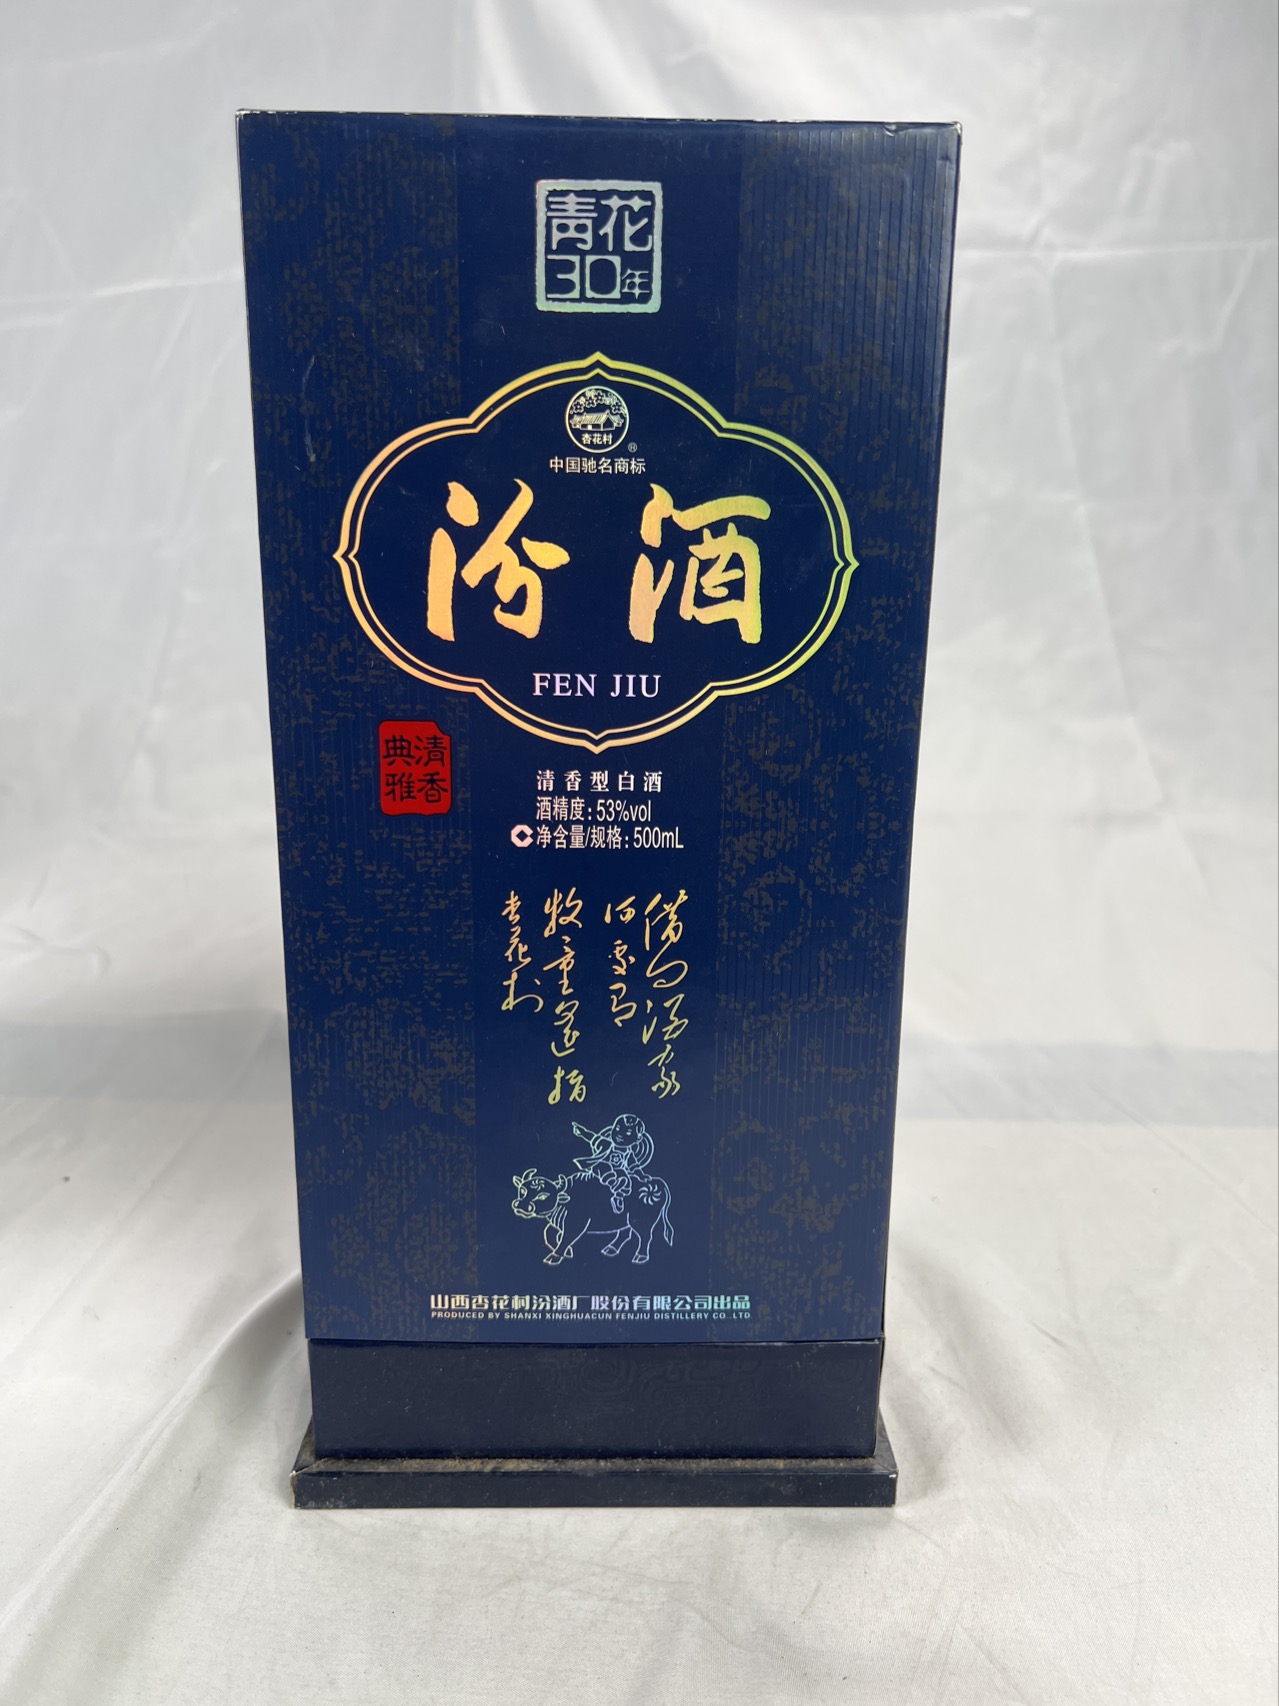 青花
30年
杏花村
®
中国驰名商标
汾酒
FEN JIU
清香
典雅
清香型白酒
酒精度:53%vol
净含量/规格:500mL
借问酒家
何处有
牧童遥指
杏花村
山西杏花村汾酒厂股份有限公司出品
PRODUCED BY SHANXI XINGHUACUN FENJIU DISTILLERY CO.,LTD